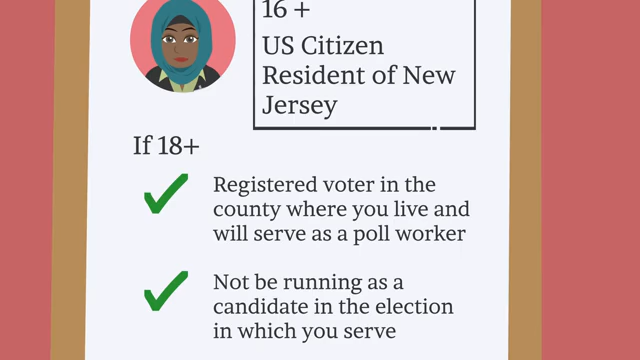 16 +
US Citizen
Resident of New
Jersey
If 18+
Registered voter in the
county where you live and
will serve as a poll worker
Not be running as a
candidate in the election
in which you serve